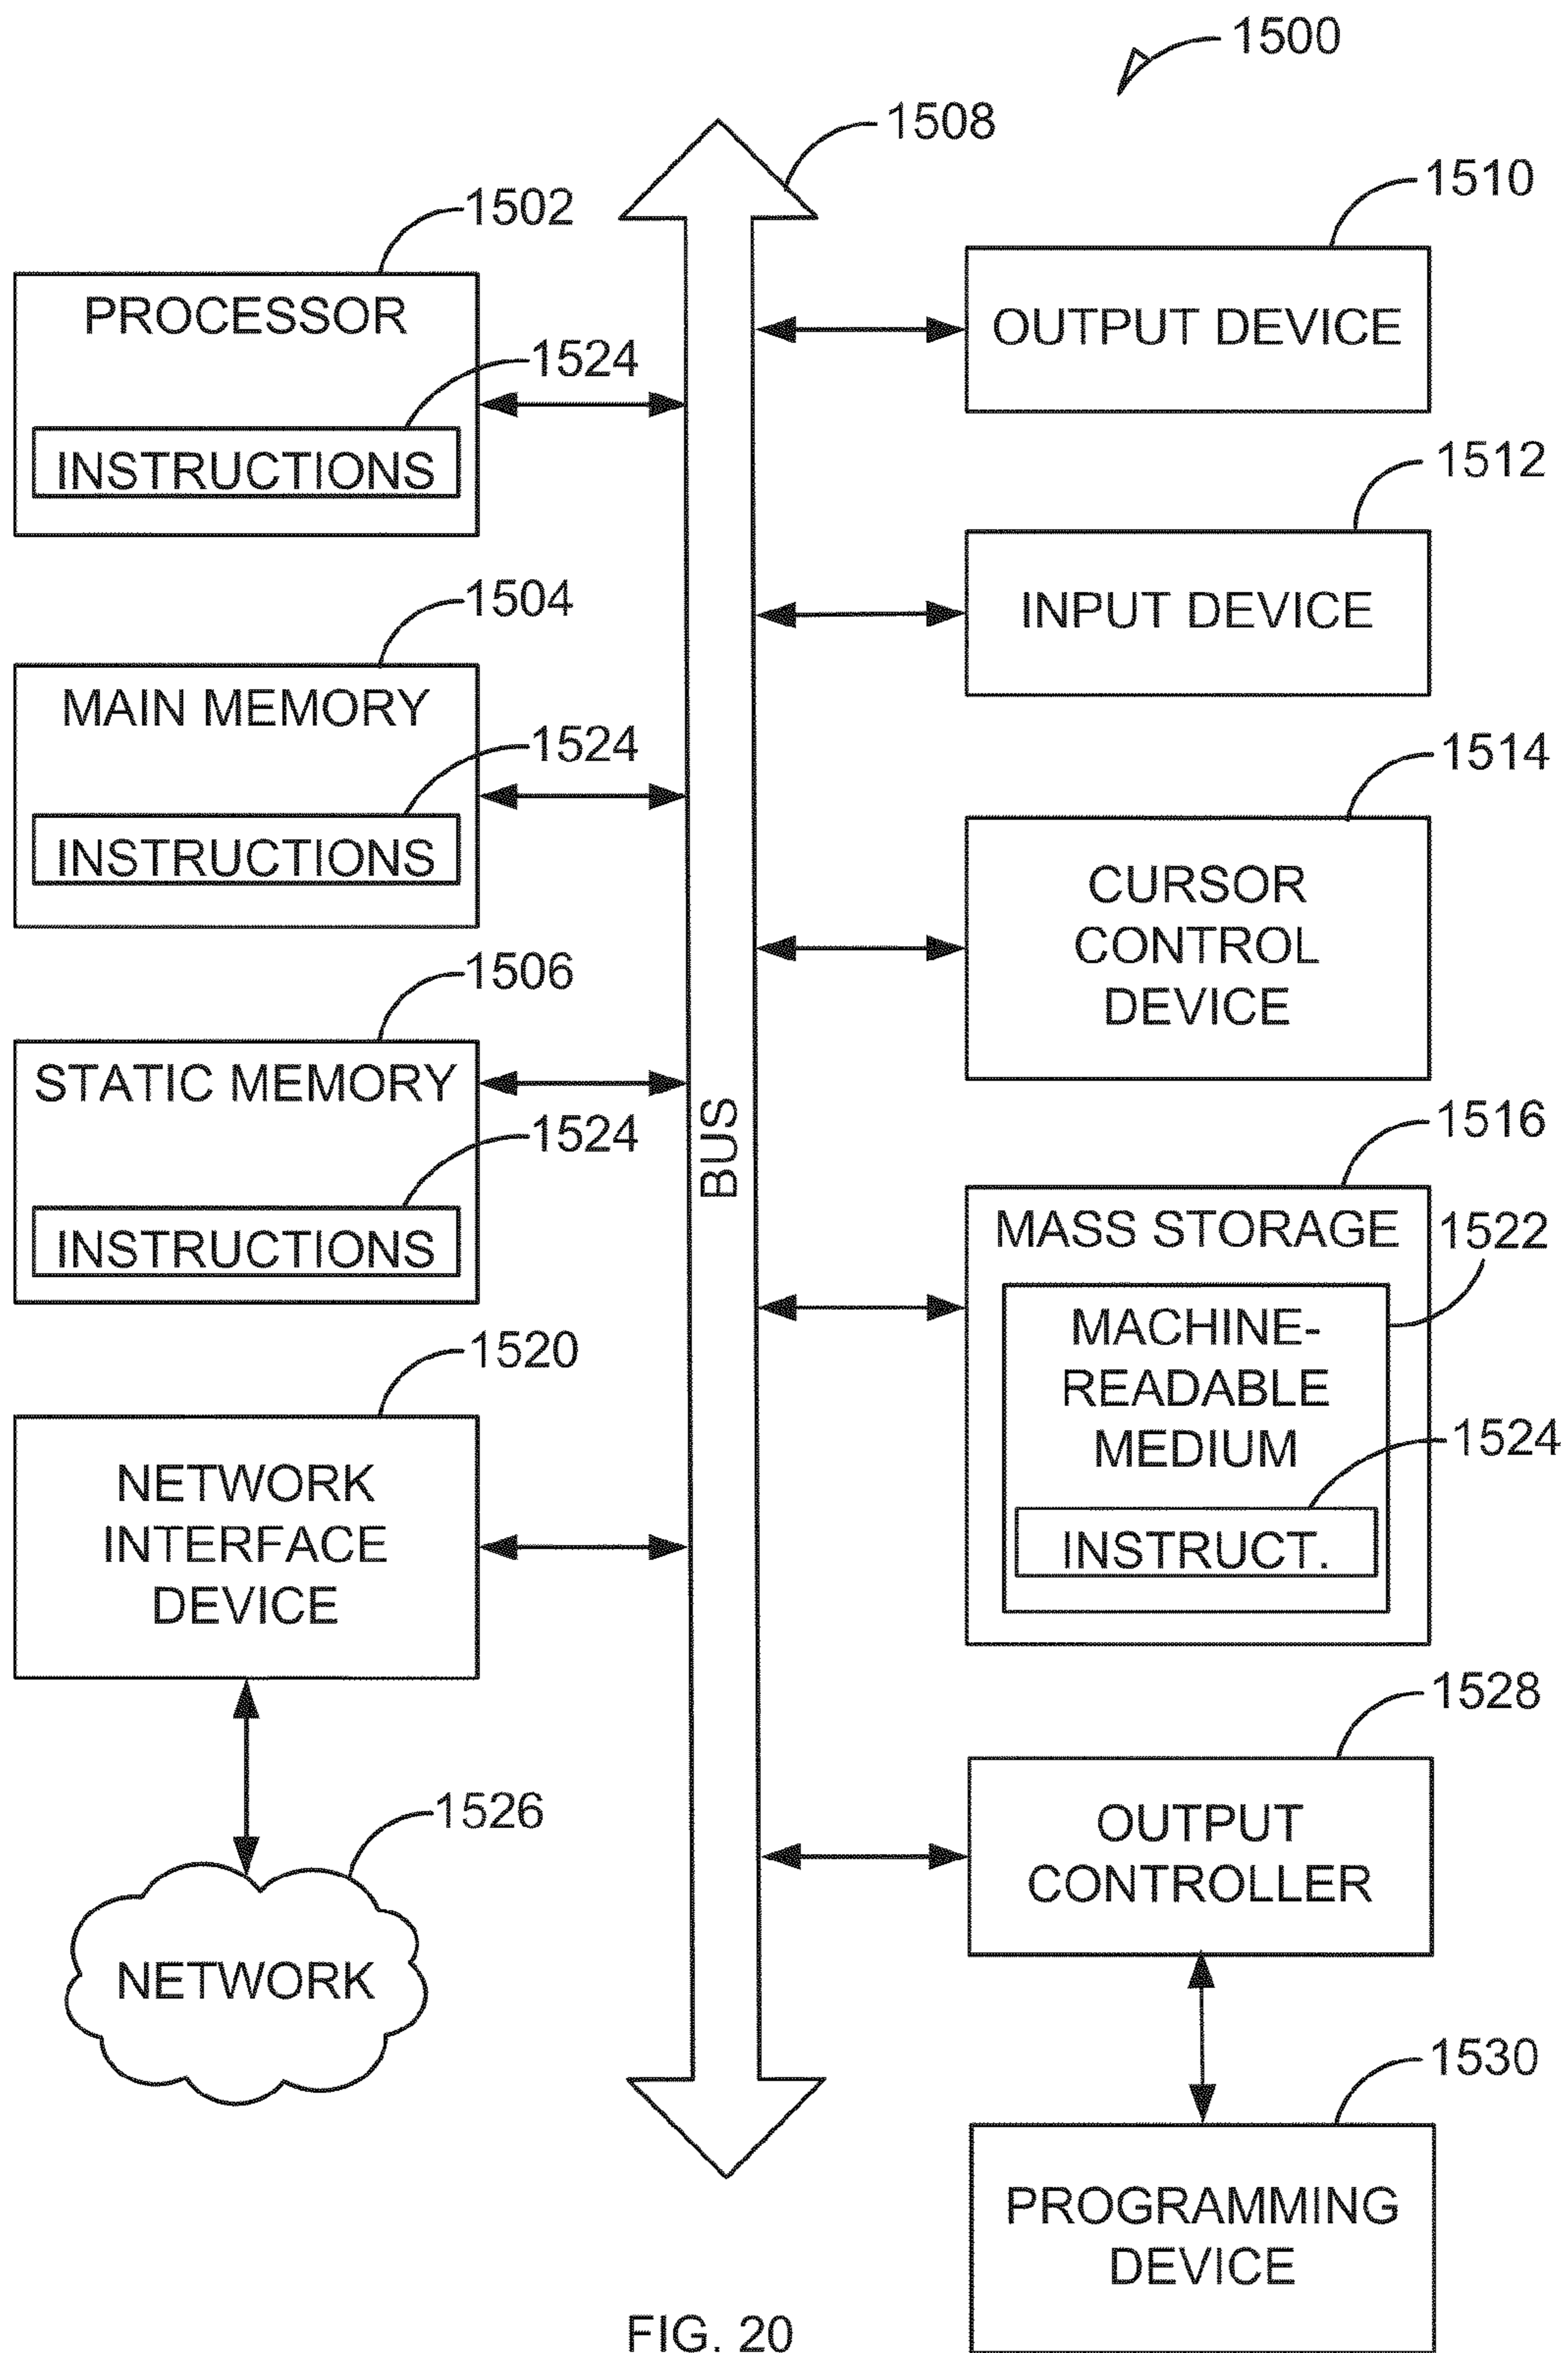 1500
1508
1502
PROCESSOR
1524
INSTRUCTIONS
1504
MAIN MEMORY
1524
INSTRUCTIONS
1506
STATIC MEMORY
1524
INSTRUCTIONS
1520
NETWORK
INTERFACE
DEVICE
1526
NETWORK
BUS
1510
OUTPUT DEVICE
1512
INPUT DEVICE
1514
CURSOR
CONTROL
DEVICE
1516
MASS STORAGE
1522
MACHINE-
READABLE
MEDIUM
1524
INSTRUCT.
1528
OUTPUT
CONTROLLER
1530
PROGRAMMING
DEVICE
FIG. 20